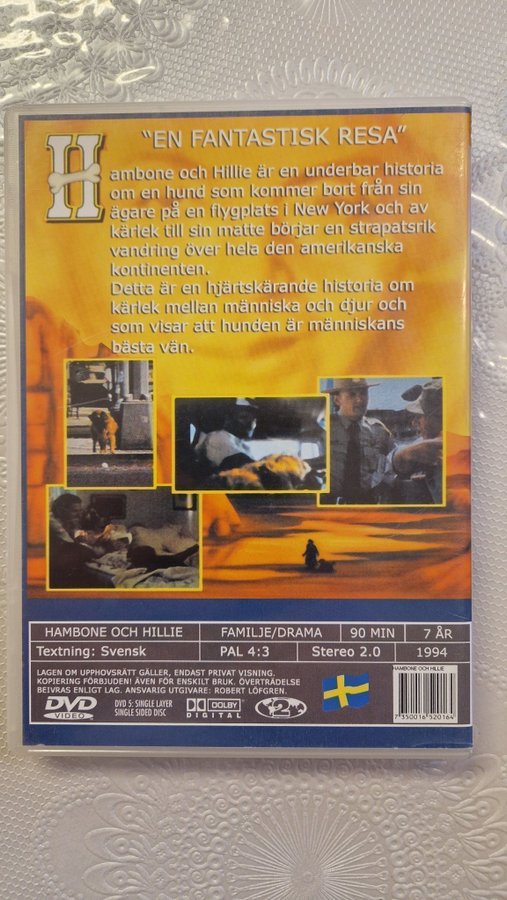 "EN FANTASTISK RESA"
Hambone och Hillie är en underbar historia
om en hund som kommer bort från sin
ägare på en flygplats i New York och av
kärlek till sin matte börjar en strapatsrik
vandring över hela den amerikanska
kontinenten.
Detta är en hjärtskärande historia om
kärlek mellan människa och djur och
som visar att hunden är människans
bästa vän.
HAMBONE OCH HILLIE FAMILJE/DRAMA 90 MIN 7 ÅR
Textning: Svensk PAL 4:3 Stereo 2.0 1994
LAGEN OM UPPHOVSRÄTT GÄLLER, ENDAST PRIVAT VISNING.
KOPIERING FÖRBJUDEN! ÄVEN FÖR ENSKILT BRUK. ÖVERTRÄDELSE
BEIVRAS ENLIGT LAG. ANSVARIG UTGIVARE: ROBERT LÖFGREN.
HAMBONE OCH HILLIE
DVD
VIDEO
DVD 5: SINGLE LAYER
SINGLE SIDED DISC
DOLBY
DIGITAL
2
7350016520164